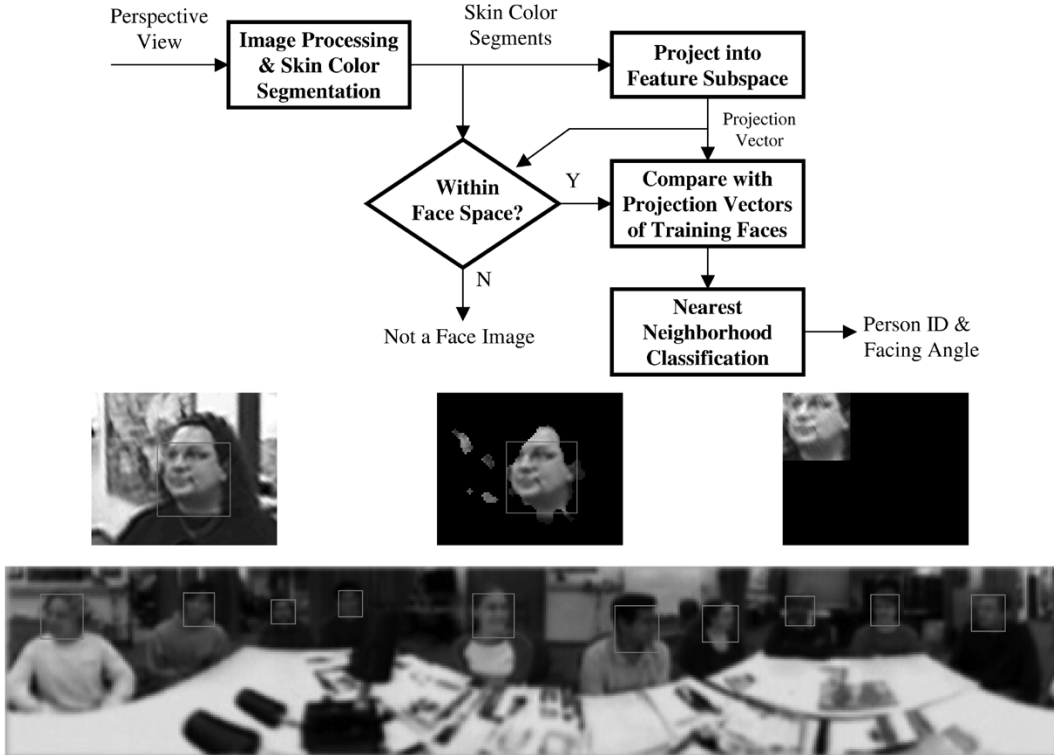 Perspective
View
Image Processing
& Skin Color
Segmentation
Skin Color
Segments
Project into
Feature Subspace
Projection
Vector
Within
Face Space?
Y
Compare with
Projection Vectors
of Training Faces
N
Not a Face Image
Nearest
Neighborhood
Classification
Person ID &
Facing Angle